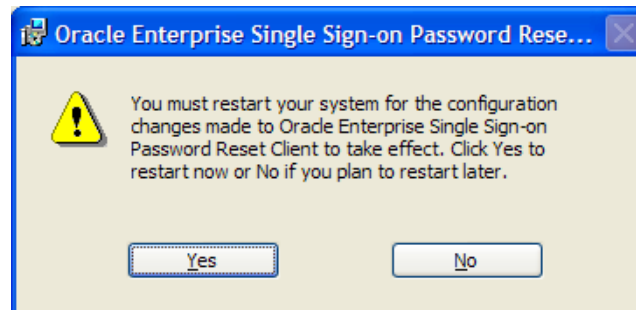 Oracle Enterprise Single Sign-on Password Rese...
You must restart your system for the configuration
changes made to Oracle Enterprise Single Sign-on
Password Reset Client to take effect. Click Yes to
restart now or No if you plan to restart later.
Yes
No